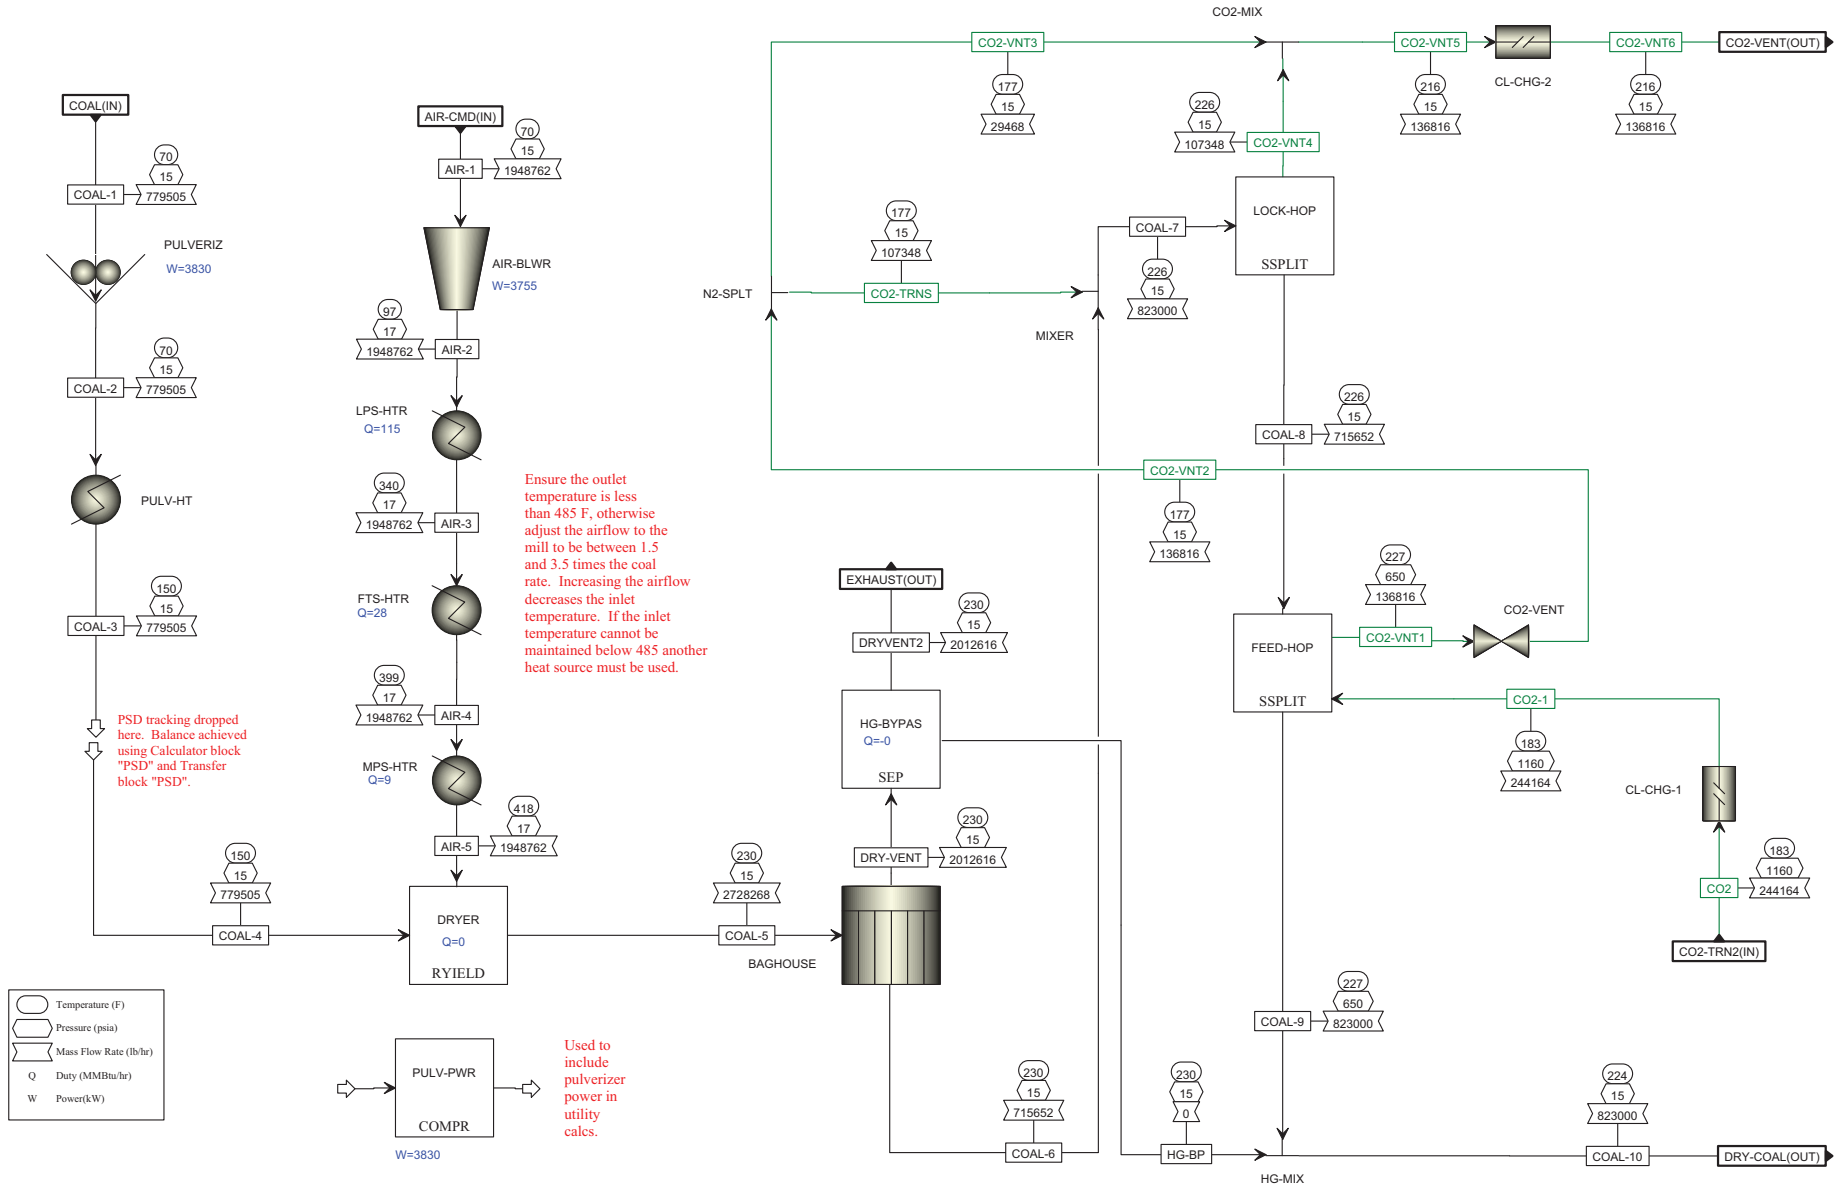 CO2-MIX
CO2-VNT3
177
15
29468
CO2-VNT5
216
15
136816
CL-CHG-2
CO2-VNT6
216
15
136816
CO2-VENT(OUT)
COAL(IN)
70
15
COAL-1
779505
PULVERIZ
W=3830
70
15
COAL-2
779505
PULV-HT
150
15
COAL-3
779505
PSD tracking dropped
here. Balance achieved
using Calculator block
"PSD" and Transfer
block "PSD".
150
15
779505
COAL-4
AIR-CMD(IN)
70
15
AIR-1
1948762
AIR-BLWR
W=3755
97
17
1948762
AIR-2
LPS-HTR
Q=115
340
17
1948762
AIR-3
FTS-HTR
Q=28
399
17
1948762
AIR-4
MPS-HTR
Q=9
418
17
AIR-5
1948762
Ensure the outlet
temperature is less
than 485 F, otherwise
adjust the airflow to the
mill to be between 1.5
and 3.5 times the coal
rate. Increasing the airflow
decreases the inlet
temperature. If the inlet
temperature cannot be
maintained below 485 another
heat source must be used.
DRYER
Q=0
RYIELD
230
15
2728268
COAL-5
BAGHOUSE
230
15
DRY-VENT
2012616
HG-BYPAS
Q=-0
SEP
230
15
DRYVENT2
2012616
EXHAUST(OUT)
230
15
715652
COAL-6
230
15
0
HG-BP
HG-MIX
N2-SPLT
177
15
107348
CO2-TRNS
MIXER
COAL-7
226
15
823000
226
15
107348
CO2-VNT4
LOCK-HOP
SSPLIT
226
15
COAL-8
715652
CO2-VNT2
177
15
136816
227
650
136816
CO2-VNT1
CO2-VENT
FEED-HOP
SSPLIT
CO2-1
183
1160
244164
CL-CHG-1
183
1160
CO2
244164
CO2-TRN2(IN)
227
650
COAL-9
823000
224
15
823000
COAL-10
DRY-COAL(OUT)
Temperature (F)
Pressure (psia)
Mass Flow Rate (lb/hr)
Q Duty (MMBtu/hr)
W Power(kW)
PULV-PWR
COMPR
W=3830
Used to
include
pulverizer
power in
utility
calcs.